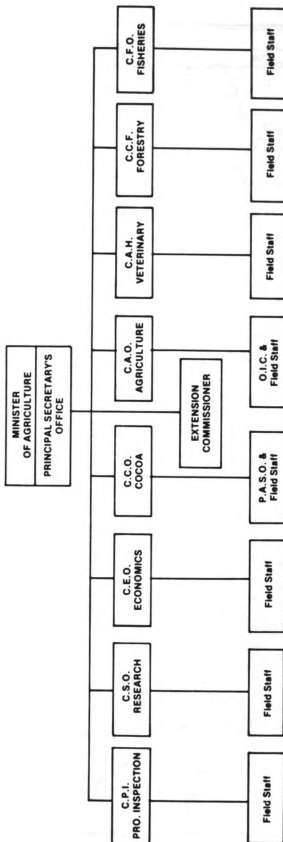 MINISTER
OF AGRICULTURE
PRINCIPAL SECRETARY'S
OFFICE
C.P.I.
PRO. INSPECTION
C.S.O.
RESEARCH
C.E.O.
ECONOMICS
C.C.O.
COCOA
C.A.O.
AGRICULTURE
C.A.H.
VETERINARY
C.C.F.
FORESTRY
C.F.O.
FISHERIES
EXTENSION
COMMISSIONER
Field Staff
Field Staff
Field Staff
P.A.S.O. &
Field Staff
O.I.C. &
Field Staff
Field Staff
Field Staff
Field Staff